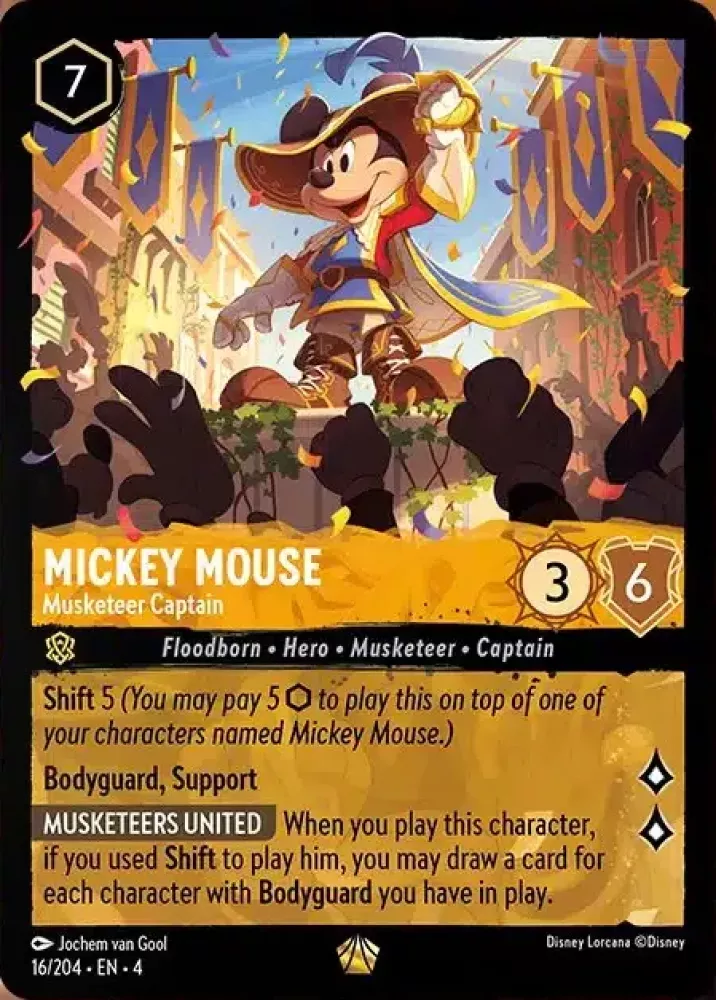 7
MICKEY MOUSE
Musketeer Captain
3
6
Floodborn • Hero • Musketeer • Captain
Shift 5 (You may pay 5 ⬡ to play this on top of one of
your characters named Mickey Mouse.)
Bodyguard, Support
MUSKETEERS UNITED When you play this character,
if you used Shift to play him, you may draw a card for
each character with Bodyguard you have in play.
Jochem van Gool
Disney Lorcana ©Disney
16/204 • EN • 4